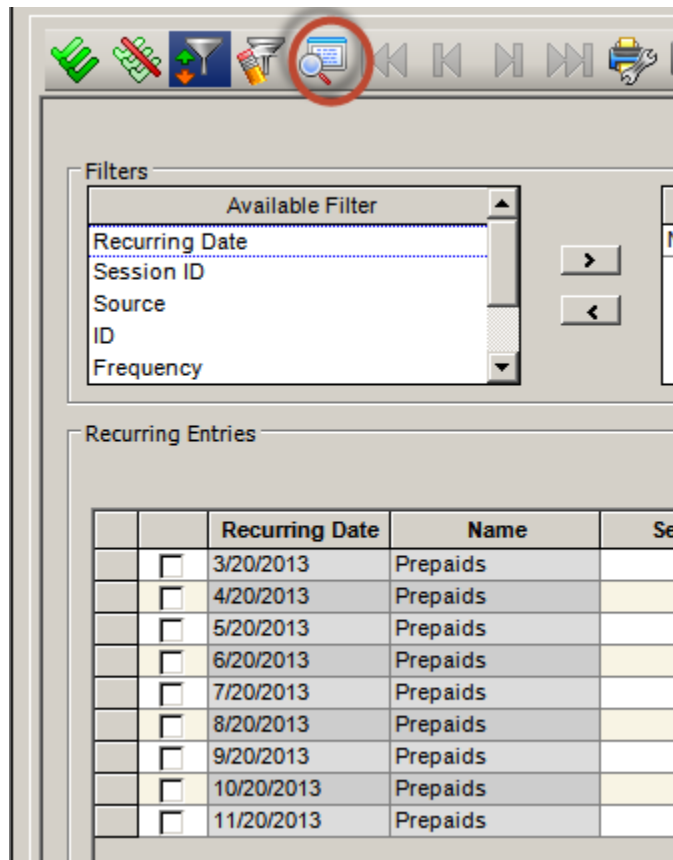 Filters
Available Filter
Recurring Date
Session ID
Source
ID
Frequency
>
<
Recurring Entries
Recurring Date Name Se
3/20/2013 Prepaids
4/20/2013 Prepaids
5/20/2013 Prepaids
6/20/2013 Prepaids
7/20/2013 Prepaids
8/20/2013 Prepaids
9/20/2013 Prepaids
10/20/2013 Prepaids
11/20/2013 Prepaids